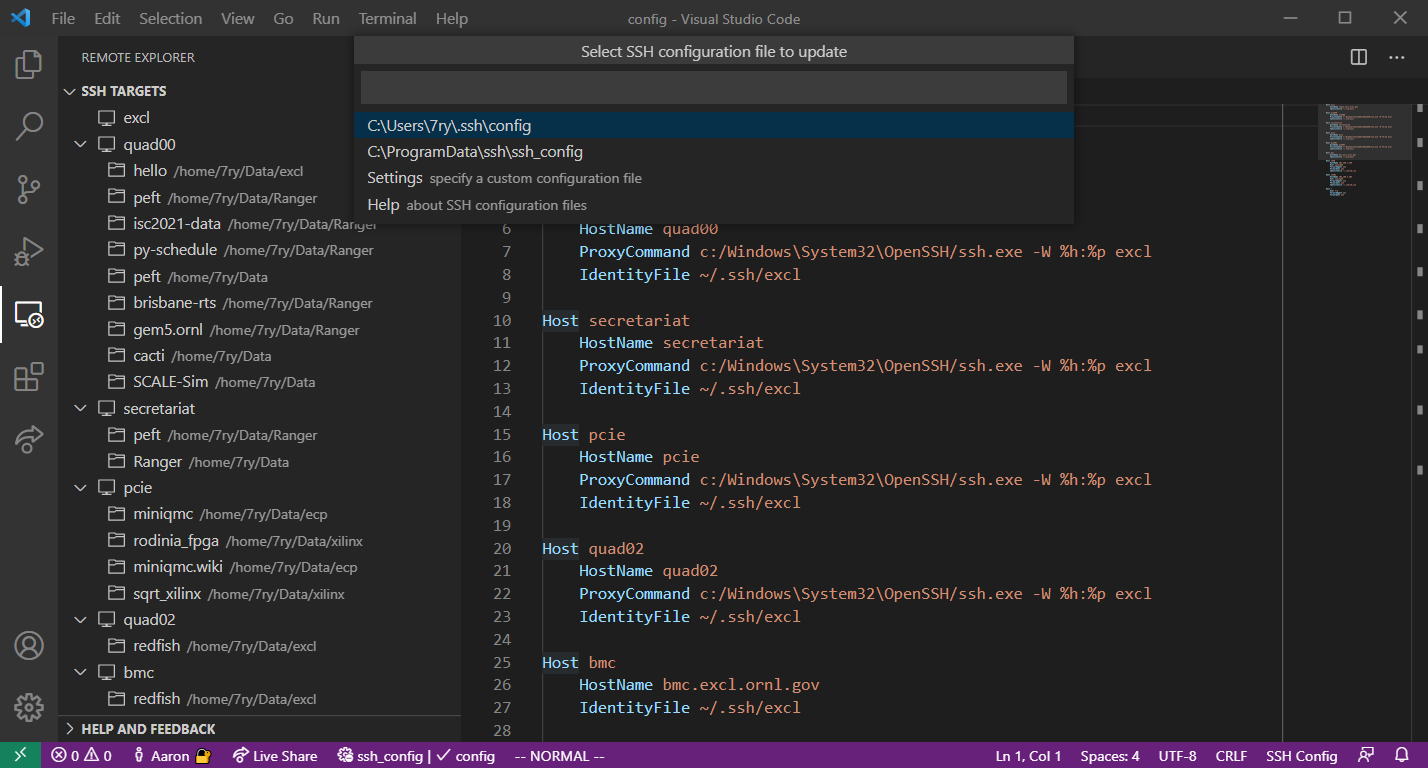 File Edit Selection View Go Run Terminal Help
config - Visual Studio Code
Select SSH configuration file to update
C:\Users\7ry\.ssh\config
C:\ProgramData\ssh\ssh_config
Settings specify a custom configuration file
Help about SSH configuration files
REMOTE EXPLORER
SSH TARGETS
excl
quad00
hello /home/7ry/Data/excl
peft /home/7ry/Data/Ranger
isc2021-data /home/7ry/Data/Ranger
py-schedule /home/7ry/Data/Ranger
peft /home/7ry/Data
brisbane-rts /home/7ry/Data/Ranger
gem5.ornl /home/7ry/Data/Ranger
cacti /home/7ry/Data
SCALE-Sim /home/7ry/Data
secretariat
peft /home/7ry/Data/Ranger
Ranger /home/7ry/Data
pcie
miniqmc /home/7ry/Data/ecp
rodinia_fpga /home/7ry/Data/xilinx
miniqmc.wiki /home/7ry/Data/ecp
sqrt_xilinx /home/7ry/Data/xilinx
quad02
redfish /home/7ry/Data/excl
bmc
redfish /home/7ry/Data/excl
HELP AND FEEDBACK
6 HostName quad00
7 ProxyCommand c:/Windows\System32\OpenSSH/ssh.exe -W %h:%p excl
8 IdentityFile ~/.ssh/excl
9
10 Host secretariat
11 HostName secretariat
12 ProxyCommand c:/Windows\System32\OpenSSH/ssh.exe -W %h:%p excl
13 IdentityFile ~/.ssh/excl
14
15 Host pcie
16 HostName pcie
17 ProxyCommand c:/Windows\System32\OpenSSH/ssh.exe -W %h:%p excl
18 IdentityFile ~/.ssh/excl
19
20 Host quad02
21 HostName quad02
22 ProxyCommand c:/Windows\System32\OpenSSH/ssh.exe -W %h:%p excl
23 IdentityFile ~/.ssh/excl
24
25 Host bmc
26 HostName bmc.excl.ornl.gov
27 IdentityFile ~/.ssh/excl
28
0 0 Aaron Live Share ssh_config | config -- NORMAL -- Ln 1, Col 1 Spaces: 4 UTF-8 CRLF SSH Config